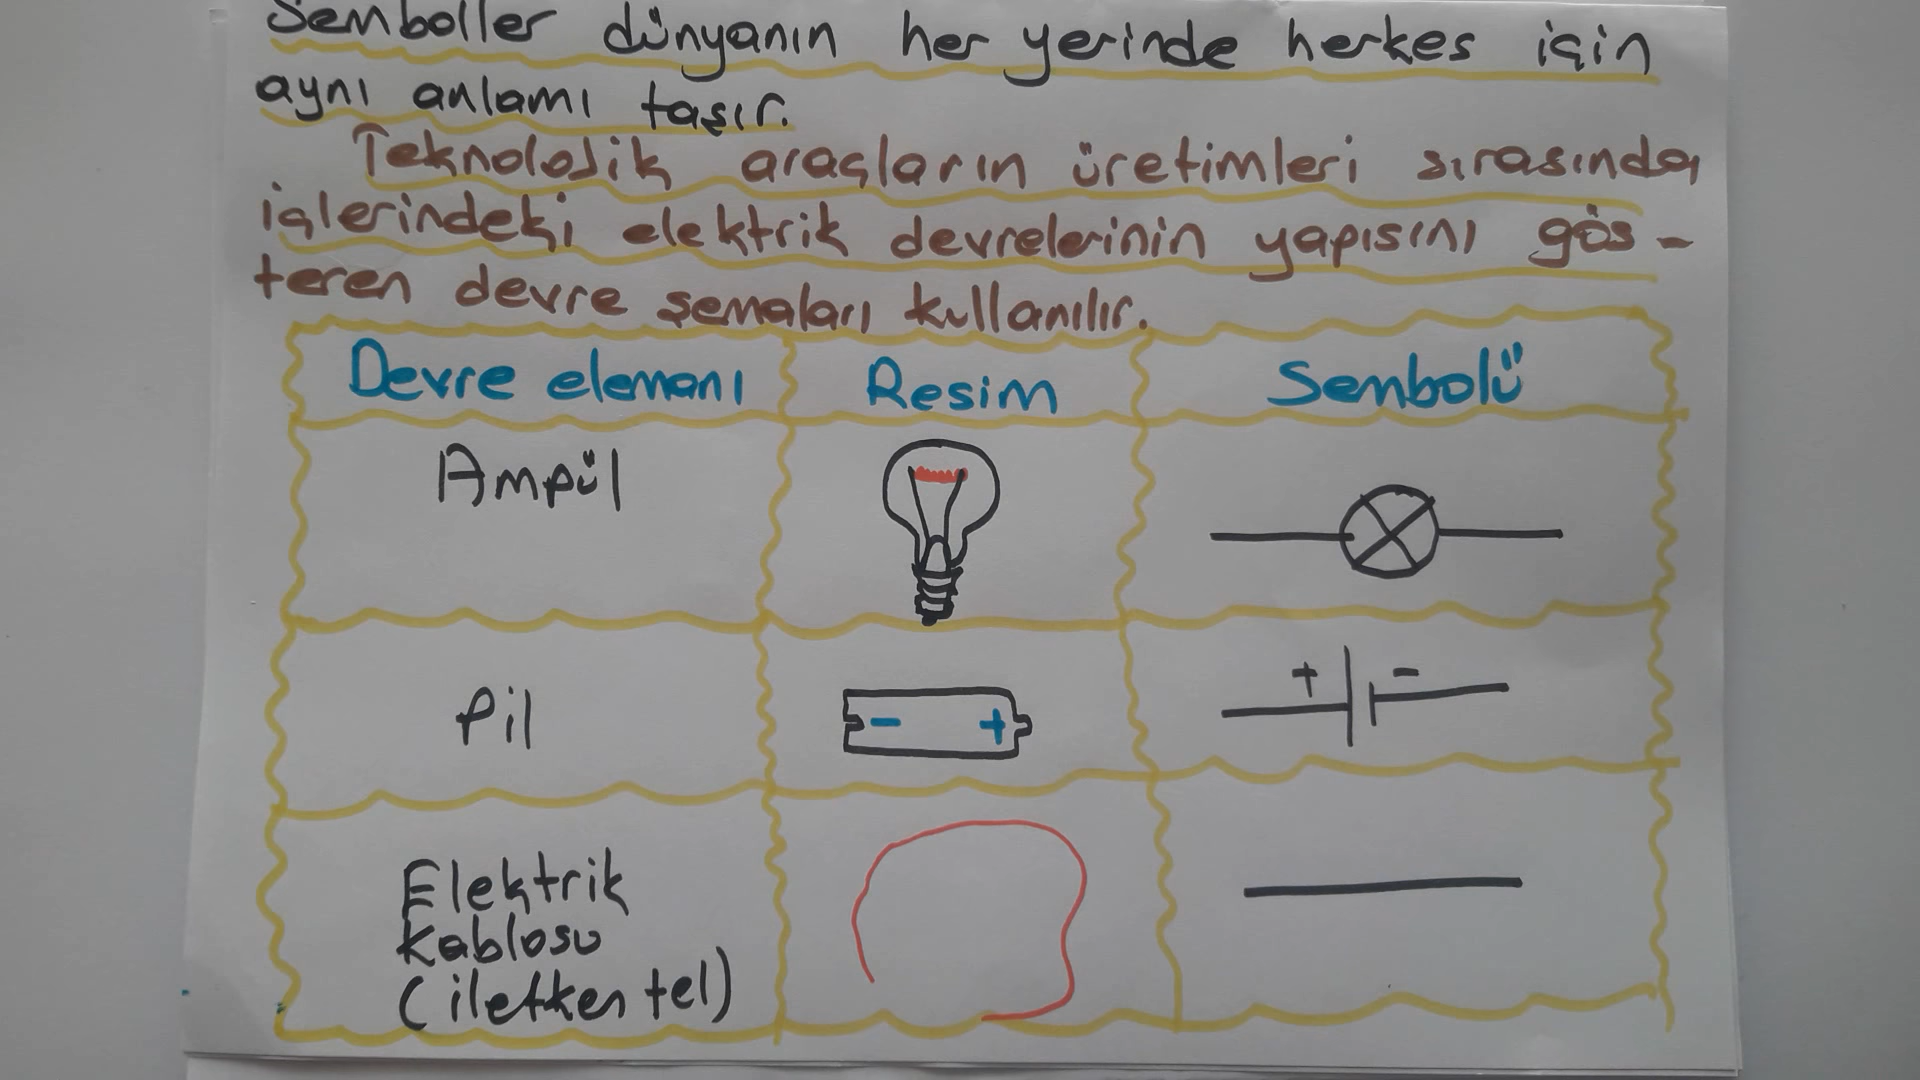 Semboller dünyanın her yerinde herkes için
aynı anlamı taşır.
Teknolojik araçların üretimleri sırasında
içlerindeki elektrik devrelerinin yapısını gös-
teren devre şemaları kullanılır.
Devre elemanı Resim Sembolü
Ampül
+ -
Pil - +
Elektrik
kablosu
(iletken tel)